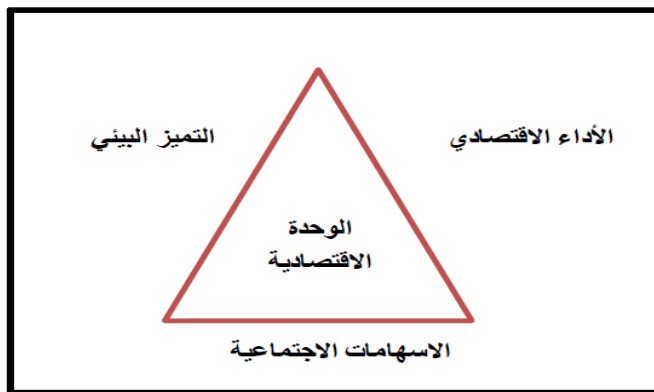 الأداء الاقتصادي
التميز البيئي
الوحدة
الاقتصادية
الاسهامات الاجتماعية